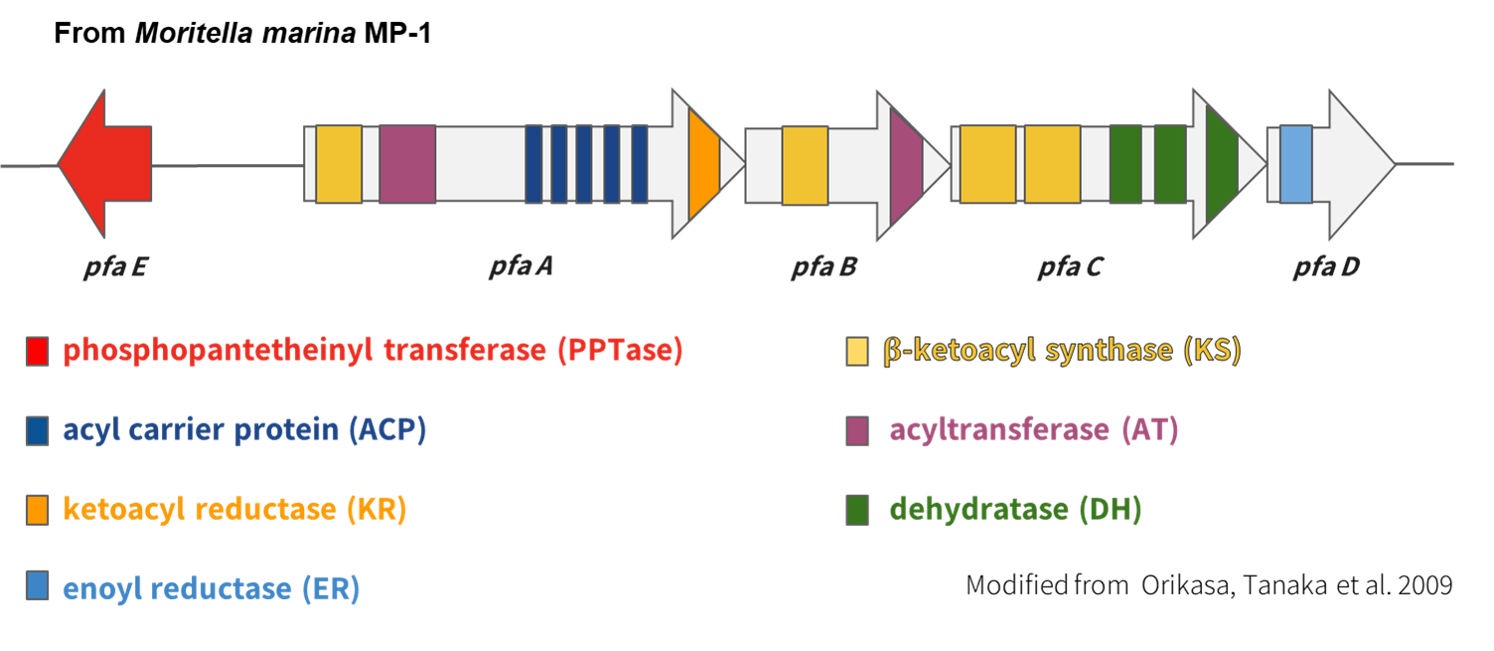 From Moritella marina MP-1
pfa E
pfa A
pfa B
pfa C
pfa D
phosphopantetheinyl transferase (PPTase)
β-ketoacyl synthase (KS)
acyl carrier protein (ACP)
acyltransferase (AT)
ketoacyl reductase (KR)
dehydratase (DH)
enoyl reductase (ER)
Modified from Orikasa, Tanaka et al. 2009